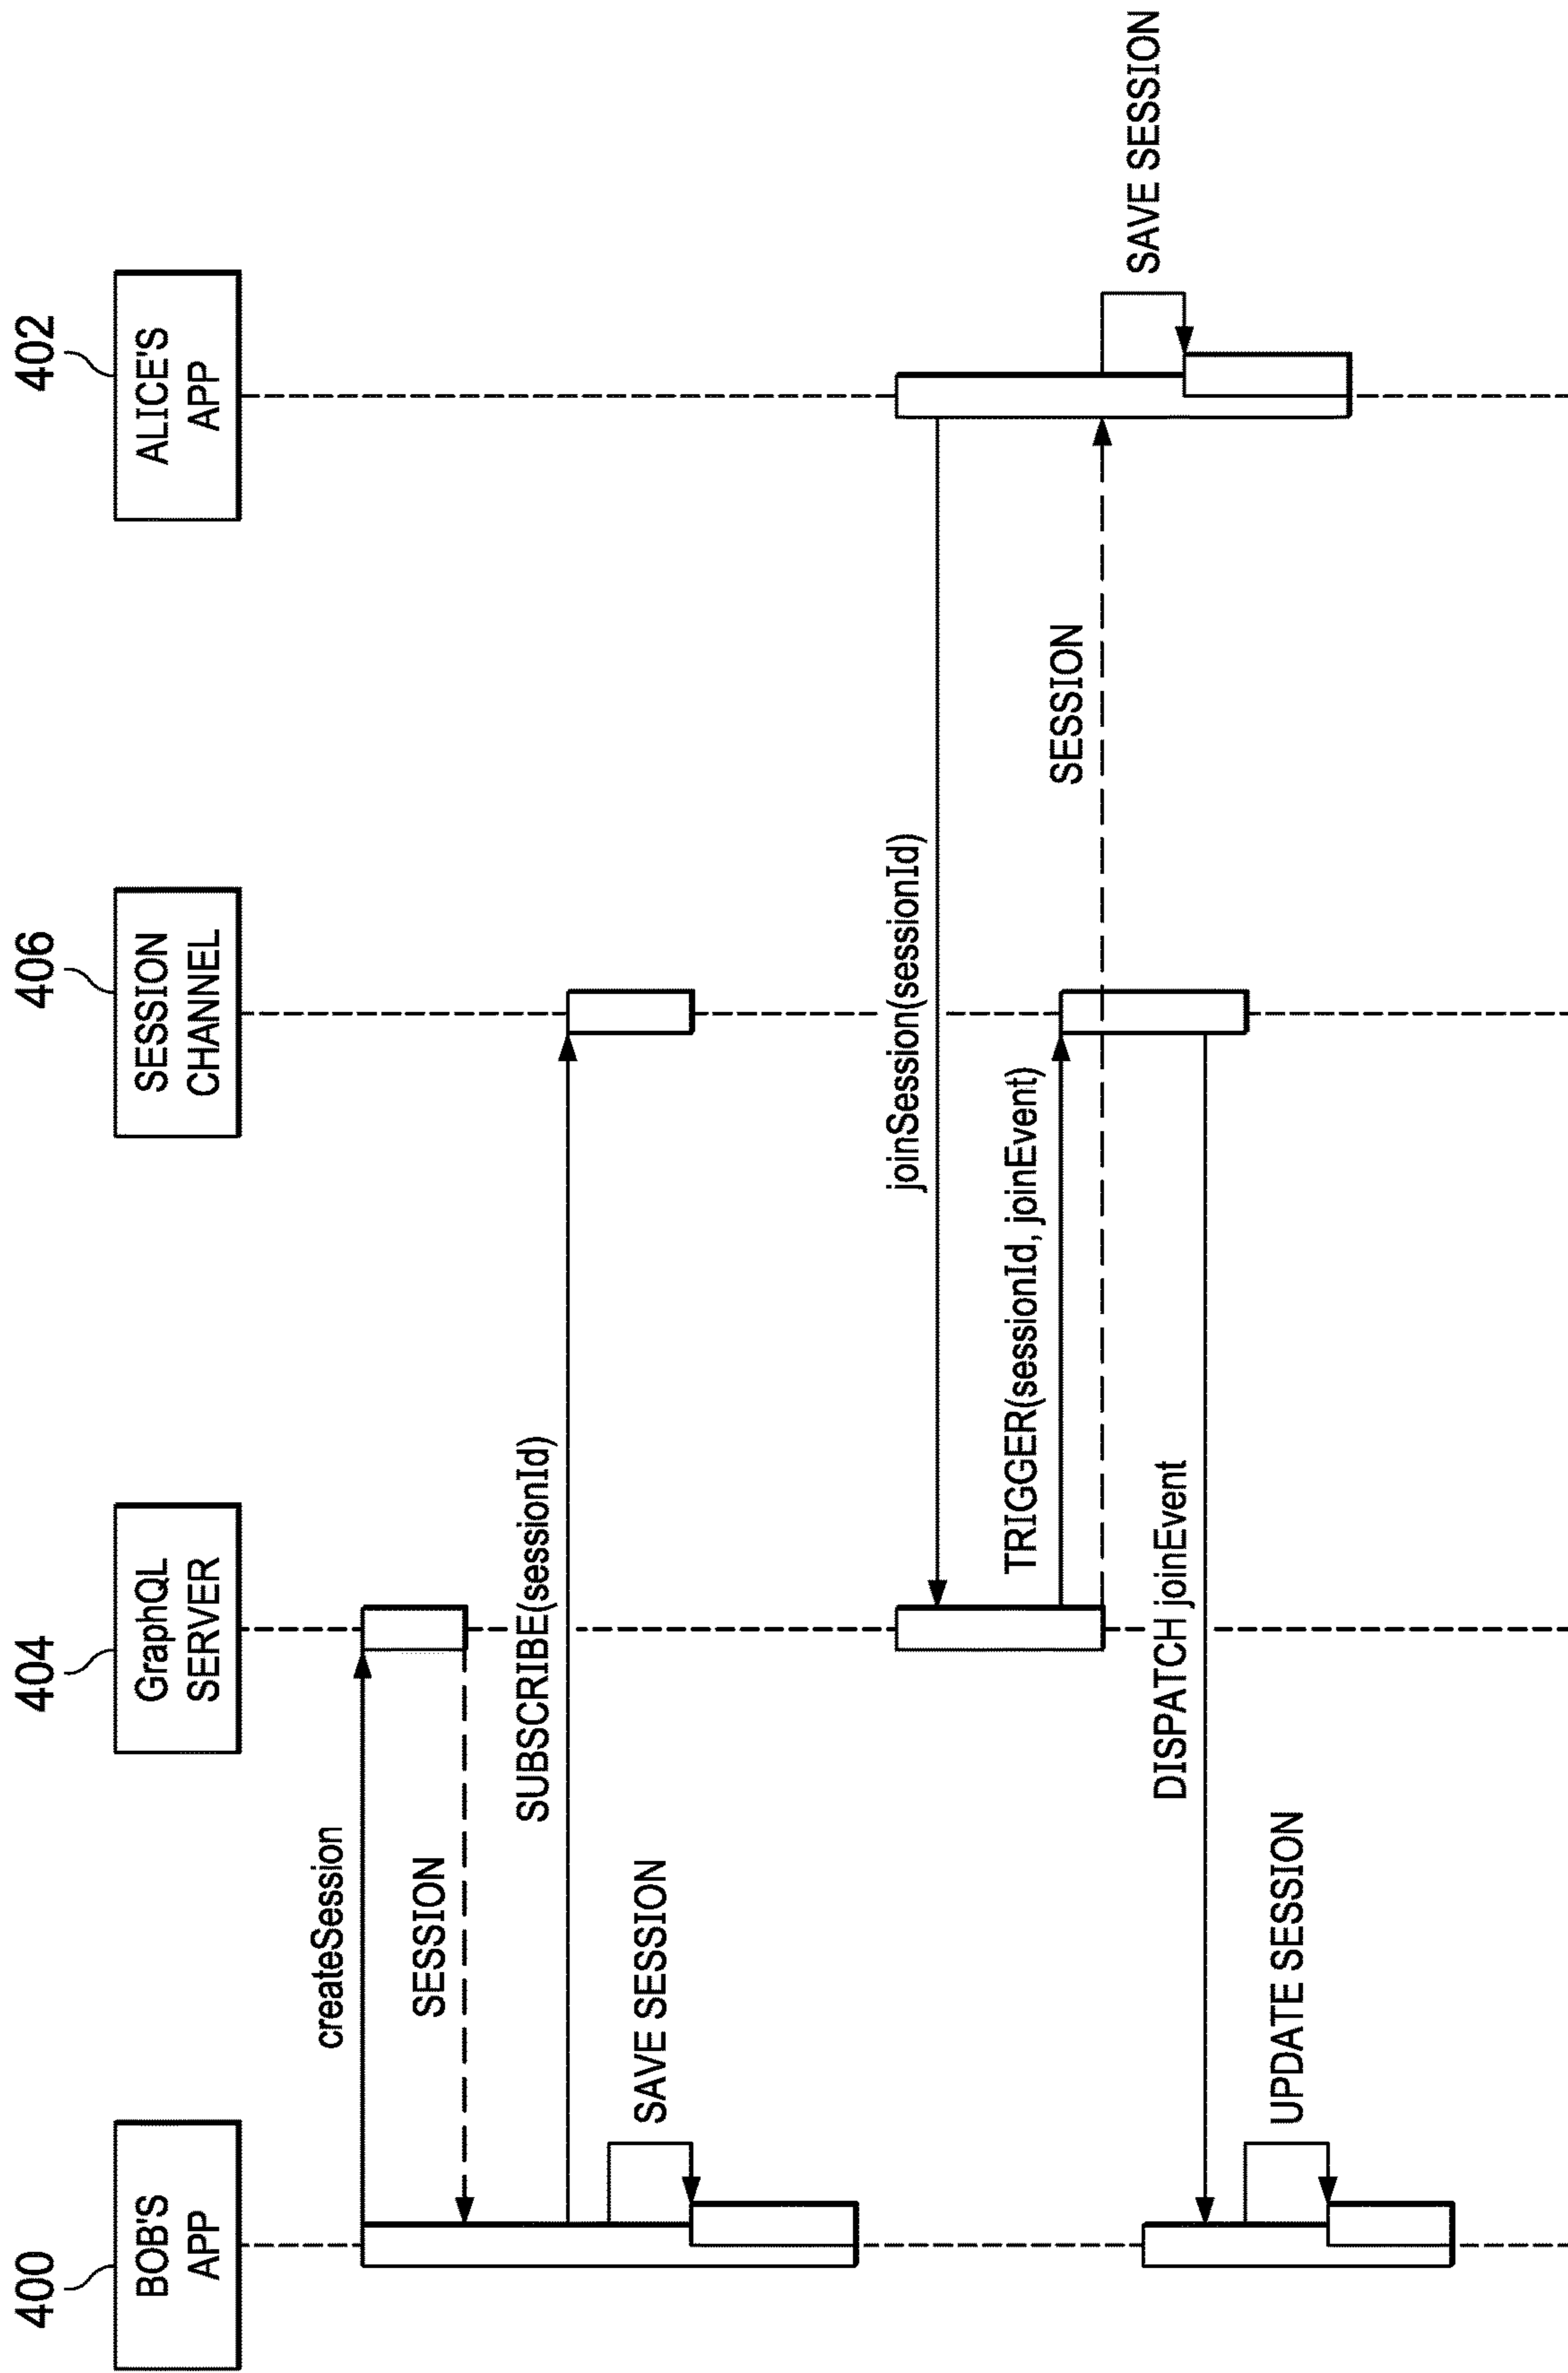 400
BOB'S
APP
404
GraphQL
SERVER
406
SESSION
CHANNEL
402
ALICE'S
APP
createSession
SESSION
SUBSCRIBE(sessionId)
SAVE SESSION
joinSession(sessionId)
TRIGGER(sessionId, joinEvent)
SESSION
SAVE SESSION
DISPATCH joinEvent
UPDATE SESSION